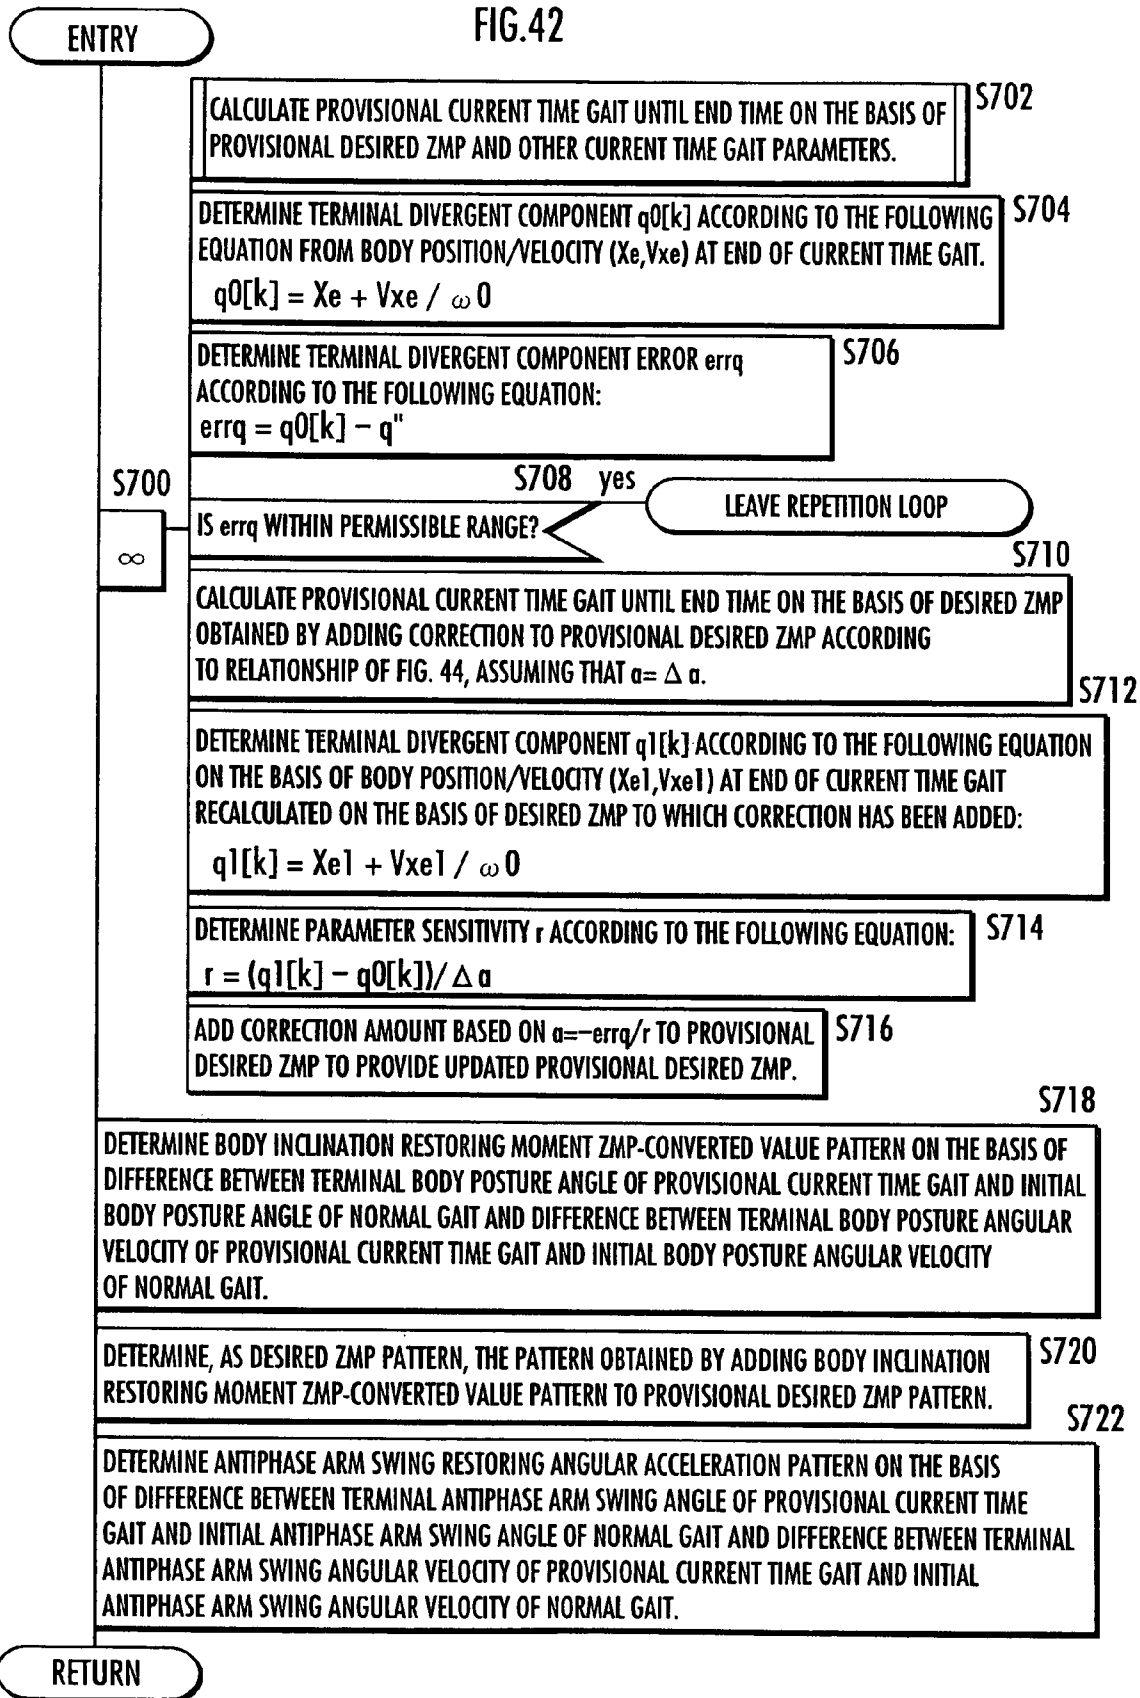 FIG.42
ENTRY
S702
CALCULATE PROVISIONAL CURRENT TIME GAIT UNTIL END TIME ON THE BASIS OF
PROVISIONAL DESIRED ZMP AND OTHER CURRENT TIME GAIT PARAMETERS.
S704
DETERMINE TERMINAL DIVERGENT COMPONENT q0[k] ACCORDING TO THE FOLLOWING
EQUATION FROM BODY POSITION/VELOCITY (Xe,Vxe) AT END OF CURRENT TIME GAIT.
q0[k] = Xe + Vxe / ω0
S706
DETERMINE TERMINAL DIVERGENT COMPONENT ERROR errq
ACCORDING TO THE FOLLOWING EQUATION:
errq = q0[k] − q"
S700
∞
S708 yes
IS errq WITHIN PERMISSIBLE RANGE?
LEAVE REPETITION LOOP
S710
CALCULATE PROVISIONAL CURRENT TIME GAIT UNTIL END TIME ON THE BASIS OF DESIRED ZMP
OBTAINED BY ADDING CORRECTION TO PROVISIONAL DESIRED ZMP ACCORDING
TO RELATIONSHIP OF FIG. 44, ASSUMING THAT a= Δ a.
S712
DETERMINE TERMINAL DIVERGENT COMPONENT q1[k] ACCORDING TO THE FOLLOWING EQUATION
ON THE BASIS OF BODY POSITION/VELOCITY (Xe1,Vxe1) AT END OF CURRENT TIME GAIT
RECALCULATED ON THE BASIS OF DESIRED ZMP TO WHICH CORRECTION HAS BEEN ADDED:
q1[k] = Xe1 + Vxe1 / ω0
S714
DETERMINE PARAMETER SENSITIVITY r ACCORDING TO THE FOLLOWING EQUATION:
r = (q1[k] − q0[k])/ Δ a
S716
ADD CORRECTION AMOUNT BASED ON a=−errq/r TO PROVISIONAL
DESIRED ZMP TO PROVIDE UPDATED PROVISIONAL DESIRED ZMP.
S718
DETERMINE BODY INCLINATION RESTORING MOMENT ZMP-CONVERTED VALUE PATTERN ON THE BASIS OF
DIFFERENCE BETWEEN TERMINAL BODY POSTURE ANGLE OF PROVISIONAL CURRENT TIME GAIT AND INITIAL
BODY POSTURE ANGLE OF NORMAL GAIT AND DIFFERENCE BETWEEN TERMINAL BODY POSTURE ANGULAR
VELOCITY OF PROVISIONAL CURRENT TIME GAIT AND INITIAL BODY POSTURE ANGULAR VELOCITY
OF NORMAL GAIT.
S720
DETERMINE, AS DESIRED ZMP PATTERN, THE PATTERN OBTAINED BY ADDING BODY INCLINATION
RESTORING MOMENT ZMP-CONVERTED VALUE PATTERN TO PROVISIONAL DESIRED ZMP PATTERN.
S722
DETERMINE ANTIPHASE ARM SWING RESTORING ANGULAR ACCELERATION PATTERN ON THE BASIS
OF DIFFERENCE BETWEEN TERMINAL ANTIPHASE ARM SWING ANGLE OF PROVISIONAL CURRENT TIME
GAIT AND INITIAL ANTIPHASE ARM SWING ANGLE OF NORMAL GAIT AND DIFFERENCE BETWEEN TERMINAL
ANTIPHASE ARM SWING ANGULAR VELOCITY OF PROVISIONAL CURRENT TIME GAIT AND INITIAL
ANTIPHASE ARM SWING ANGULAR VELOCITY OF NORMAL GAIT.
RETURN